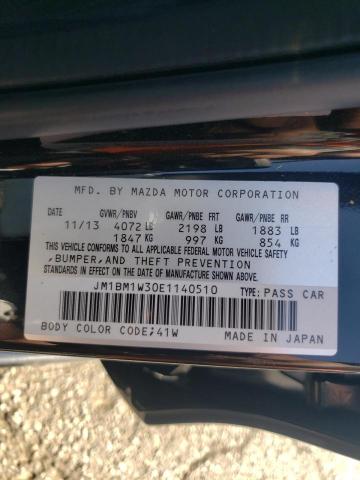 MFD. BY MAZDA MOTOR CORPORATION
DATE GVWR/PNBV GAWR/PNBE FRT GAWR/PNBE RR
11/13 4072 LB 2198 LB 1883 LB
1847 KG 997 KG 854 KG
THIS VEHICLE CONFORMS TO ALL APPLICABLE FEDERAL MOTOR VEHICLE SAFETY
,BUMPER,AND THEFT PREVENTION
STANDARDS IN EFFECT ON THE DATE OF MANUFACTURE SHOWN ABOVE.
JM1BM1W30E1140510 TYPE:PASS CAR
BODY COLOR CODE;41W MADE IN JAPAN